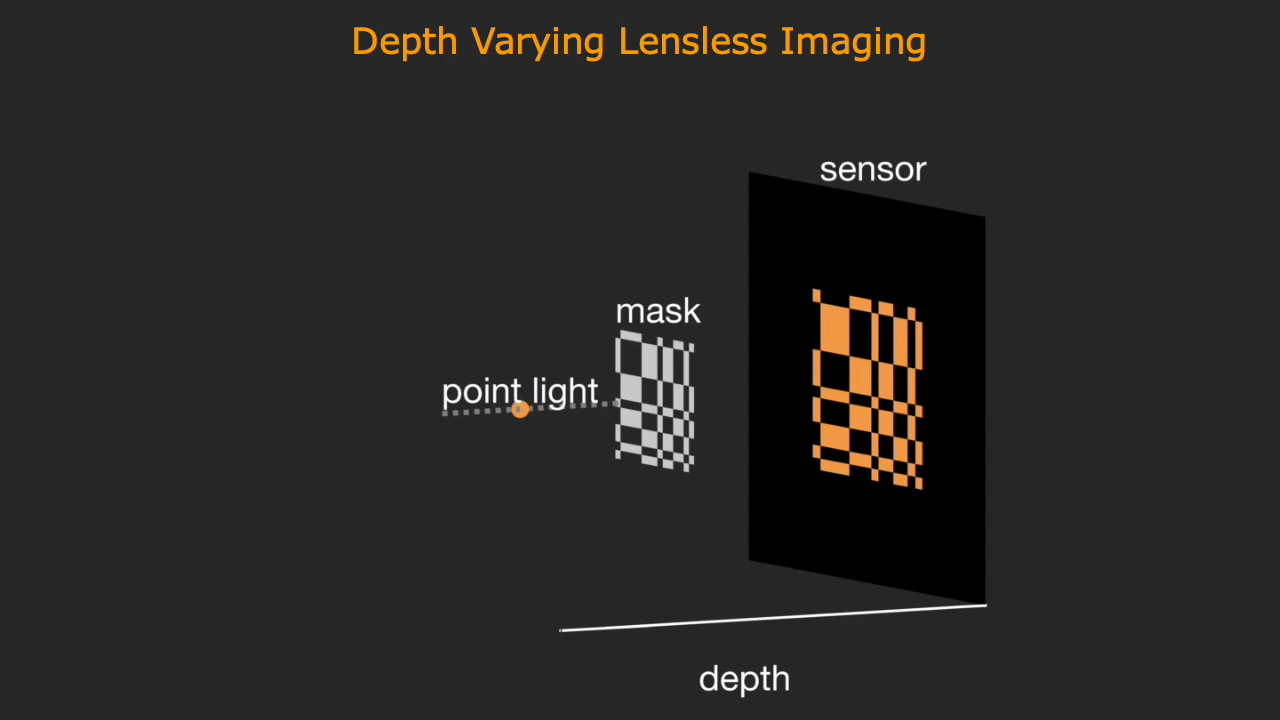 Depth Varying Lensless Imaging
sensor
mask
point light
depth